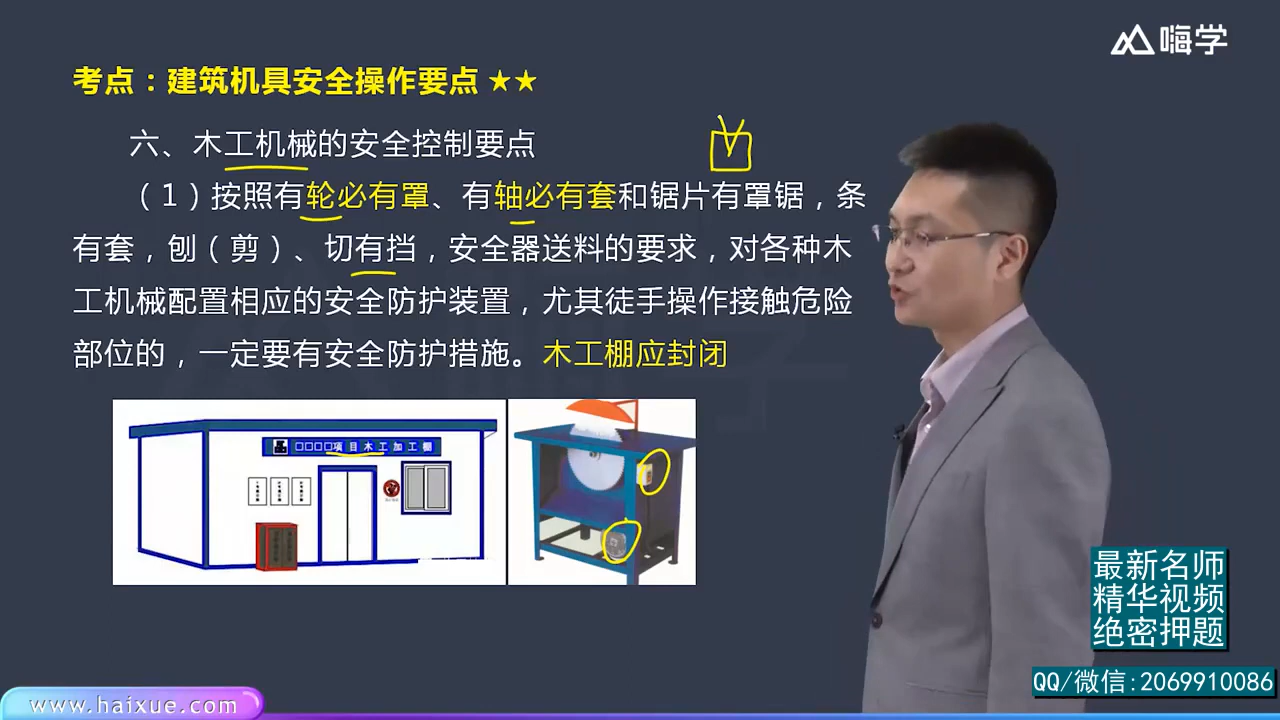 嗨学
考点：建筑机具安全操作要点 ★★
六、木工机械的安全控制要点
（1）按照有轮必有罩、有轴必有套和锯片有罩锯，条
有套，刨（剪）、切有挡，安全器送料的要求，对各种木
工机械配置相应的安全防护装置，尤其徒手操作接触危险
部位的，一定要有安全防护措施。木工棚应封闭
□□□□项目木工加工棚
最新名师
精华视频
绝密押题
QQ/微信:2069910086
www.haixue.com